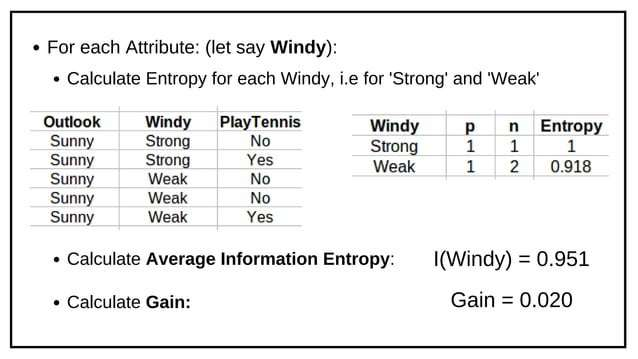 • For each Attribute: (let say Windy):
• Calculate Entropy for each Windy, i.e for 'Strong' and 'Weak'
Outlook Windy PlayTennis
Sunny Strong No
Sunny Strong Yes
Sunny Weak No
Sunny Weak No
Sunny Weak Yes
Windy p n Entropy
Strong 1 1 1
Weak 1 2 0.918
• Calculate Average Information Entropy: I(Windy) = 0.951
• Calculate Gain: Gain = 0.020